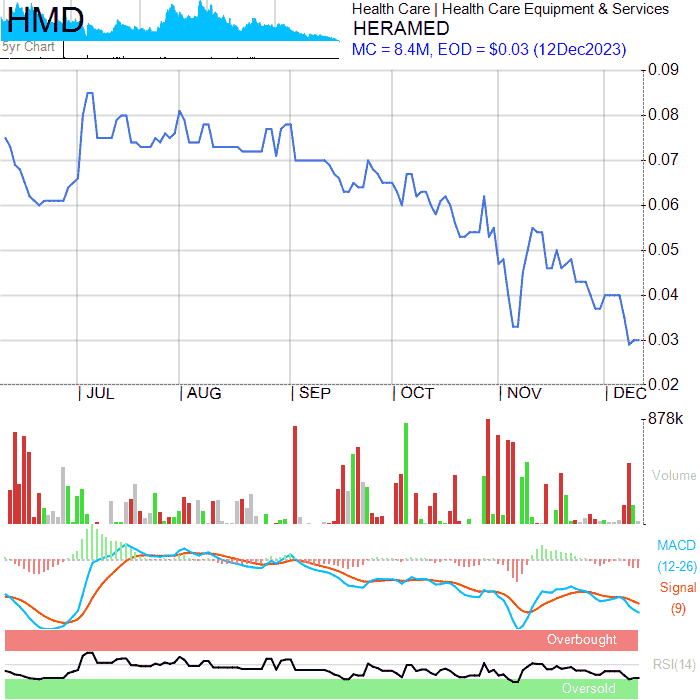 HMD
5yr Chart
Health Care | Health Care Equipment & Services
HERAMED
MC = 8.4M, EOD = $0.03 (12Dec2023)
0.09
0.08
0.07
0.06
0.05
0.04
0.03
0.02
| JUL | AUG | SEP | OCT | NOV | DEC
878k
Volume
MACD
(12-26)
Signal
(9)
Overbought
RSI(14)
Oversold